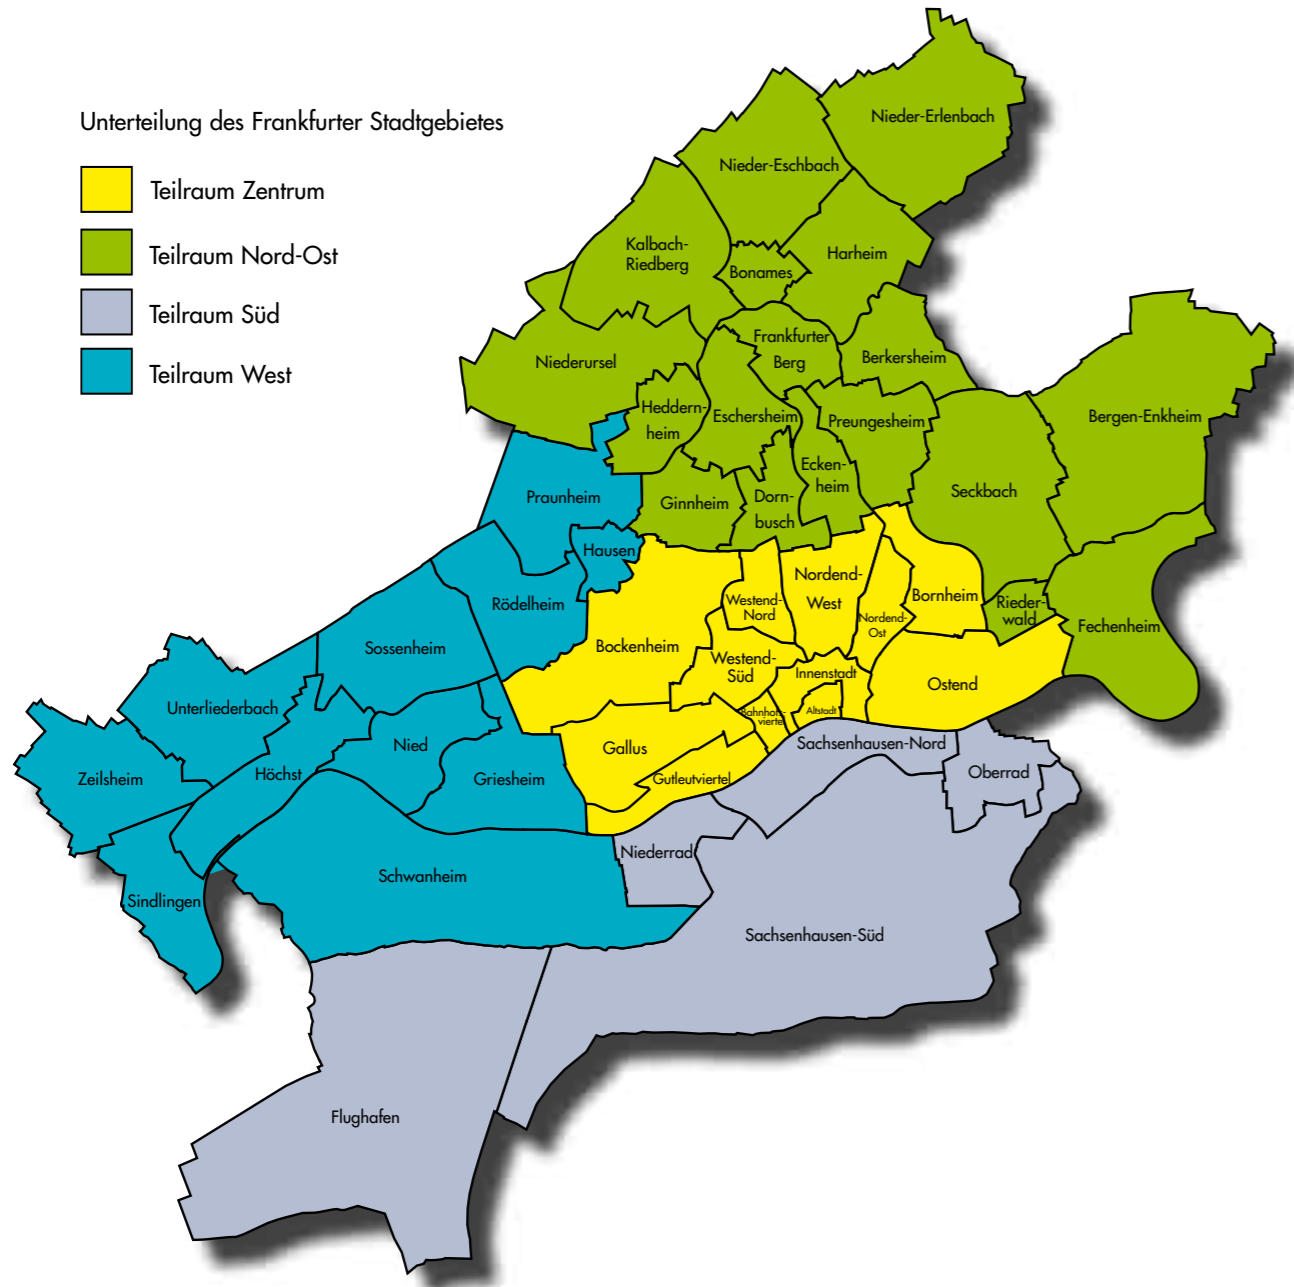 Unterteilung des Frankfurter Stadtgebietes
Teilraum Zentrum
Teilraum Nord-Ost
Teilraum Süd
Teilraum West
Nieder-Erlenbach
Nieder-Eschbach
Kalbach-
Riedberg
Harheim
Bonames
Frankfurter
Berg
Berkersheim
Niederursel
Heddern-
heim
Eschersheim
Preungesheim
Bergen-Enkheim
Ecken-
heim
Seckbach
Praunheim
Ginnheim
Dorn-
busch
Hausen
Rödelheim
Nordend-
West
Westend-
Nord
Nordend-
Ost
Bornheim
Rieder-
wald
Fechenheim
Sossenheim
Bockenheim
Westend-
Süd
Innenstadt
Ostend
Unterliederbach
Bahnhofs-
viertel
Altstadt
Zeilsheim
Höchst
Nied
Griesheim
Gallus
Gutleutviertel
Sachsenhausen-Nord
Oberrad
Niederrad
Schwanheim
Sindlingen
Sachsenhausen-Süd
Flughafen